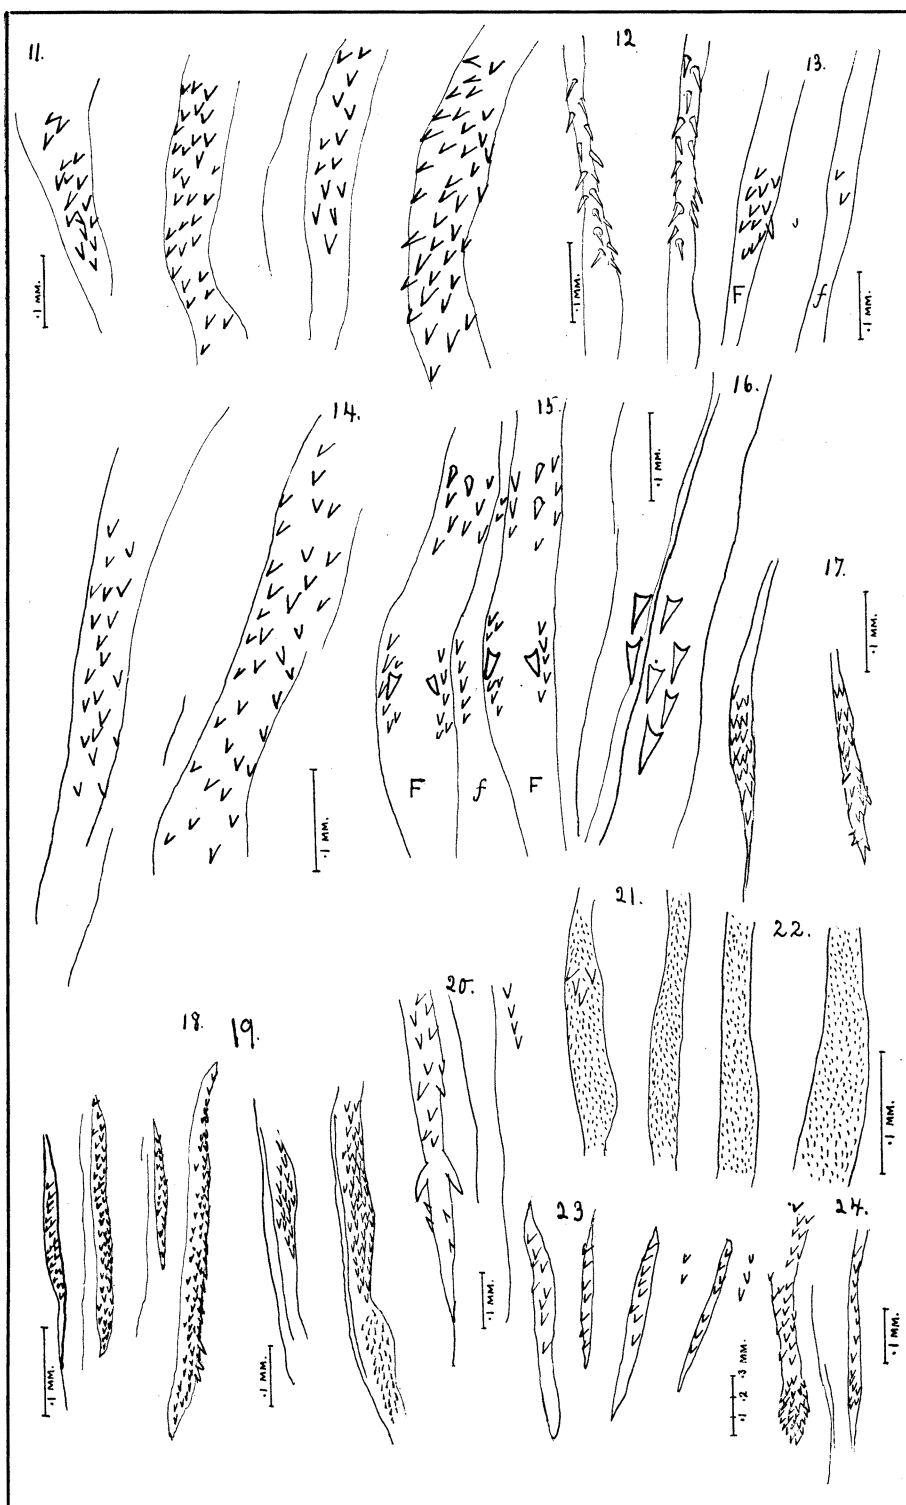 11.
12
13.
.1 MM.
.1 MM.
F
f
.1 MM.
14.
15.
16.
.1 MM.
17.
.1 MM.
F
f
F
.1 MM.
21.
22.
20.
18.
19.
.1 MM.
23
24.
.1 MM.
.1 MM.
.1 MM.
.1 .2 .3 MM.
.1 MM.